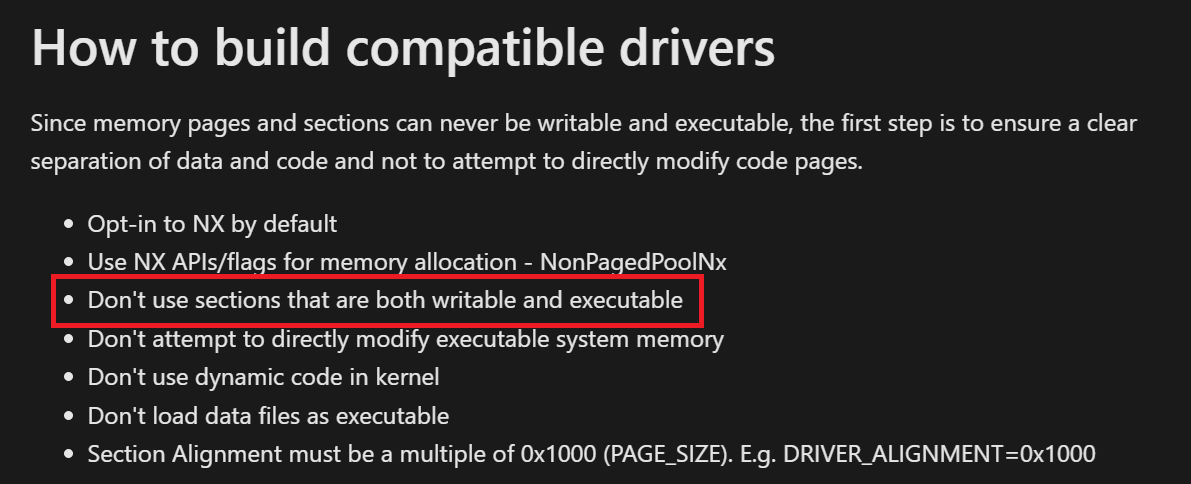 How to build compatible drivers
Since memory pages and sections can never be writable and executable, the first step is to ensure a clear
separation of data and code and not to attempt to directly modify code pages.
• Opt-in to NX by default
• Use NX APIs/flags for memory allocation - NonPagedPoolNx
• Don't use sections that are both writable and executable
• Don't attempt to directly modify executable system memory
• Don't use dynamic code in kernel
• Don't load data files as executable
• Section Alignment must be a multiple of 0x1000 (PAGE_SIZE). E.g. DRIVER_ALIGNMENT=0x1000